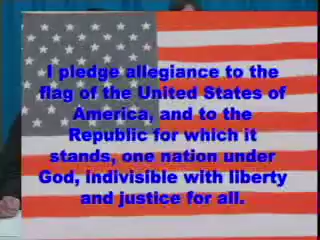 I pledge allegiance to the
flag of the United States of
America, and to the
Republic for which it
stands, one nation under
God, indivisible with liberty
and justice for all.